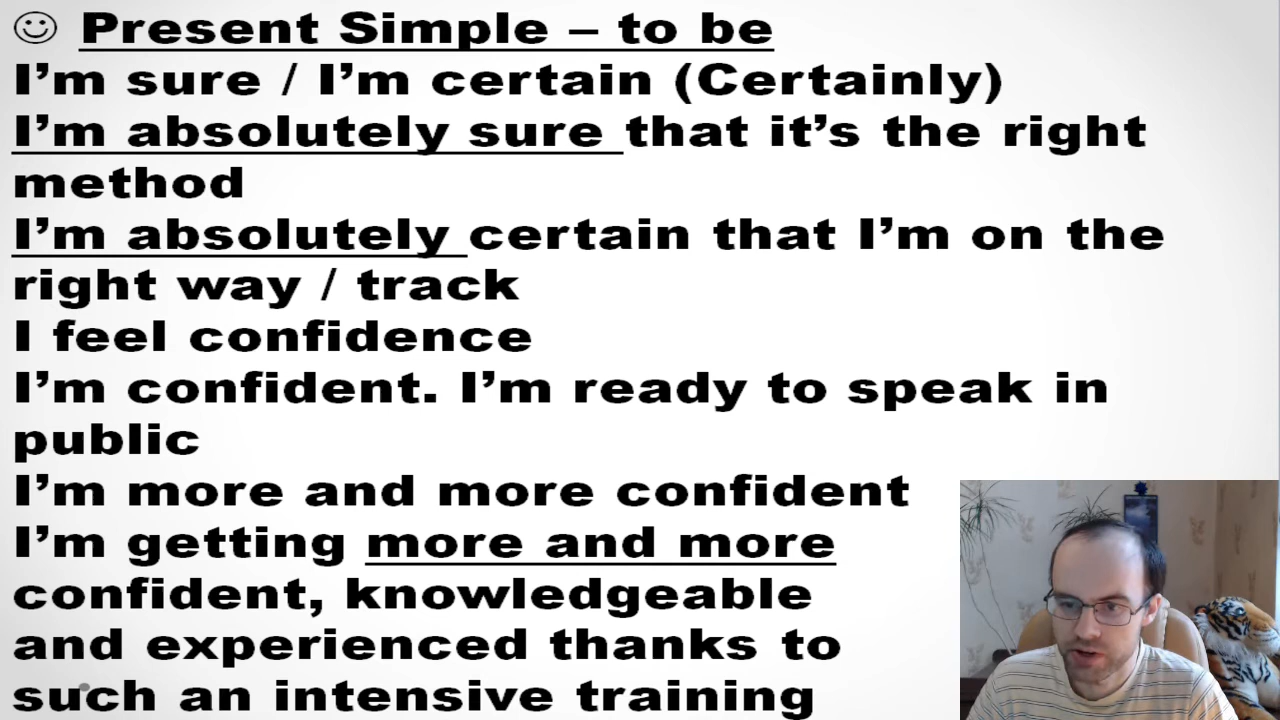 ☺ Present Simple – to be
I’m sure / I’m certain (Certainly)
I’m absolutely sure that it’s the right
method
I’m absolutely certain that I’m on the
right way / track
I feel confidence
I’m confident. I’m ready to speak in
public
I’m more and more confident
I’m getting more and more
confident, knowledgeable
and experienced thanks to
such an intensive training